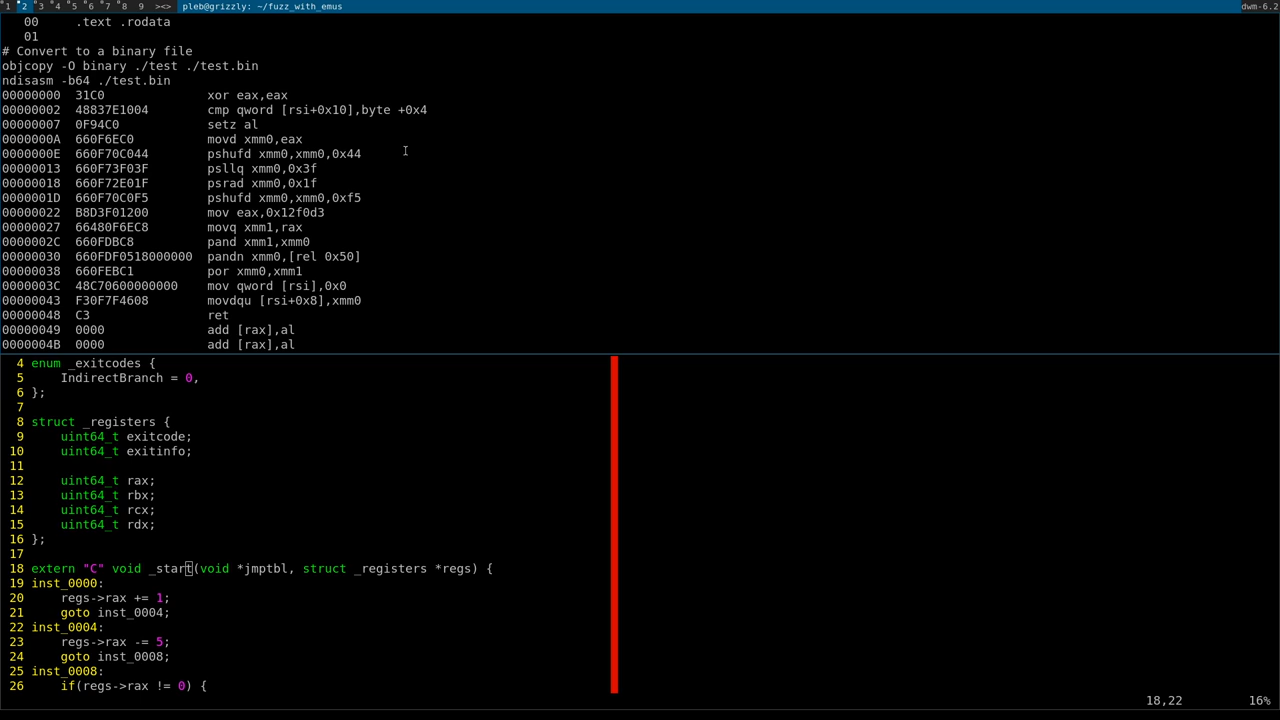 1 2 3 4 5 6 7 8 9 ><> pleb@grizzly: ~/fuzz_with_emus dwm-6.2
00 .text .rodata
01
# Convert to a binary file
objcopy -O binary ./test ./test.bin
ndisasm -b64 ./test.bin
00000000 31C0 xor eax,eax
00000002 48837E1004 cmp qword [rsi+0x10],byte +0x4
00000007 0F94C0 setz al
0000000A 660F6EC0 movd xmm0,eax
0000000E 660F70C044 pshufd xmm0,xmm0,0x44
00000013 660F73F03F psllq xmm0,0x3f
00000018 660F72E01F psrad xmm0,0x1f
0000001D 660F70C0F5 pshufd xmm0,xmm0,0xf5
00000022 B8D3F01200 mov eax,0x12f0d3
00000027 66480F6EC8 movq xmm1,rax
0000002C 660FDBC8 pand xmm1,xmm0
00000030 660FDF0518000000 pandn xmm0,[rel 0x50]
00000038 660FEBC1 por xmm0,xmm1
0000003C 48C70600000000 mov qword [rsi],0x0
00000043 F30F7F4608 movdqu [rsi+0x8],xmm0
00000048 C3 ret
00000049 0000 add [rax],al
0000004B 0000 add [rax],al
4 enum _exitcodes {
5 IndirectBranch = 0,
6 };
7
8 struct _registers {
9 uint64_t exitcode;
10 uint64_t exitinfo;
11
12 uint64_t rax;
13 uint64_t rbx;
14 uint64_t rcx;
15 uint64_t rdx;
16 };
17
18 extern "C" void _start(void *jmptbl, struct _registers *regs) {
19 inst_0000:
20 regs->rax += 1;
21 goto inst_0004;
22 inst_0004:
23 regs->rax -= 5;
24 goto inst_0008;
25 inst_0008:
26 if(regs->rax != 0) {
18,22 16%